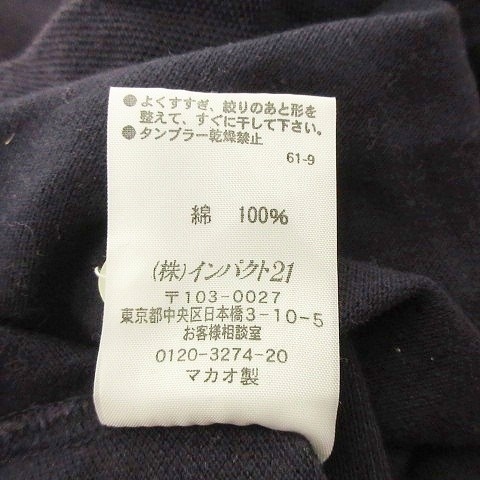 ●よくすすぎ、絞りのあと形を
整えて、すぐに干して下さい。
●タンブラー乾燥禁止
61-9
綿 100%
(株)インパクト21
〒103-0027
東京都中央区日本橋3-10-5
お客様相談室
0120-3274-20
マカオ製